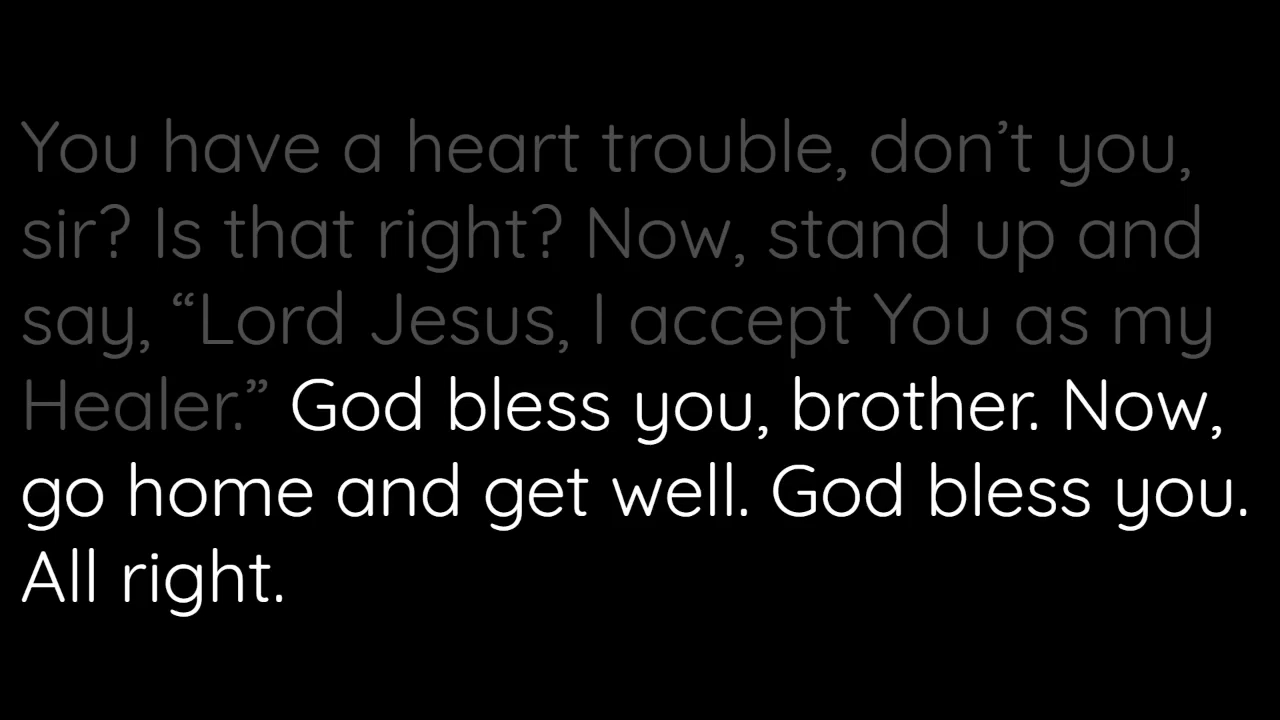 You have a heart trouble, don’t you,
sir? Is that right? Now, stand up and
say, “Lord Jesus, I accept You as my
Healer.” God bless you, brother. Now,
go home and get well. God bless you.
All right.